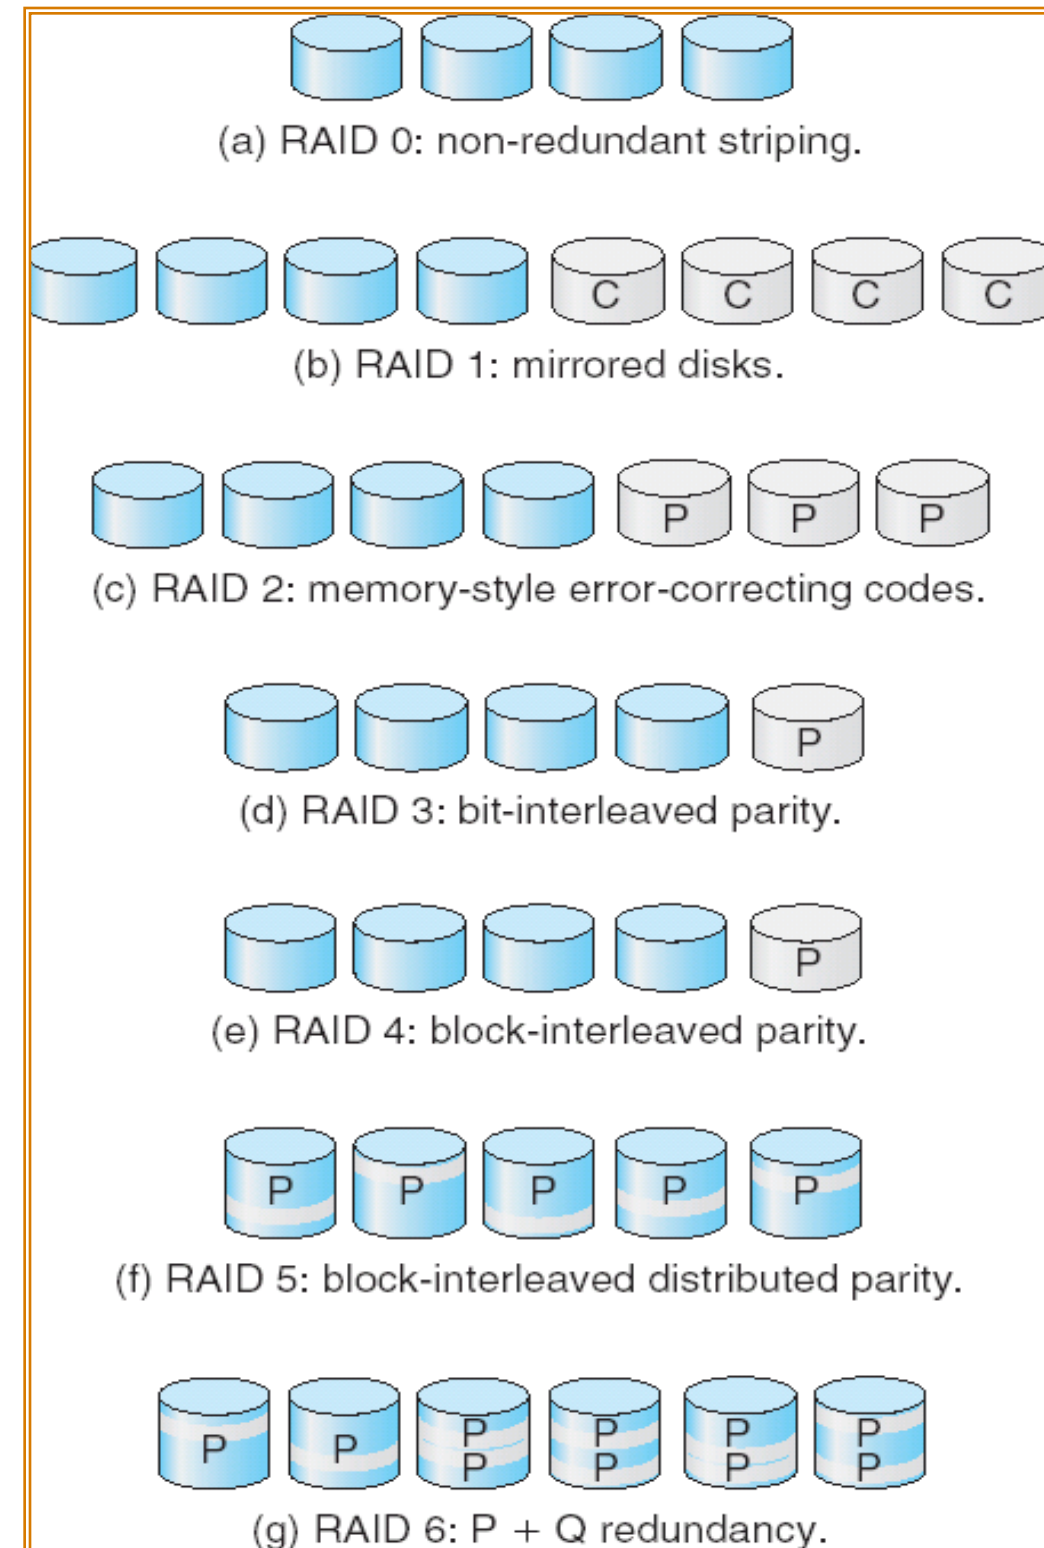 (a) RAID 0: non-redundant striping.
C C C C
(b) RAID 1: mirrored disks.
P P P
(c) RAID 2: memory-style error-correcting codes.
P
(d) RAID 3: bit-interleaved parity.
P
(e) RAID 4: block-interleaved parity.
P P P P P
(f) RAID 5: block-interleaved distributed parity.
P P P P P P
P P P P
(g) RAID 6: P + Q redundancy.